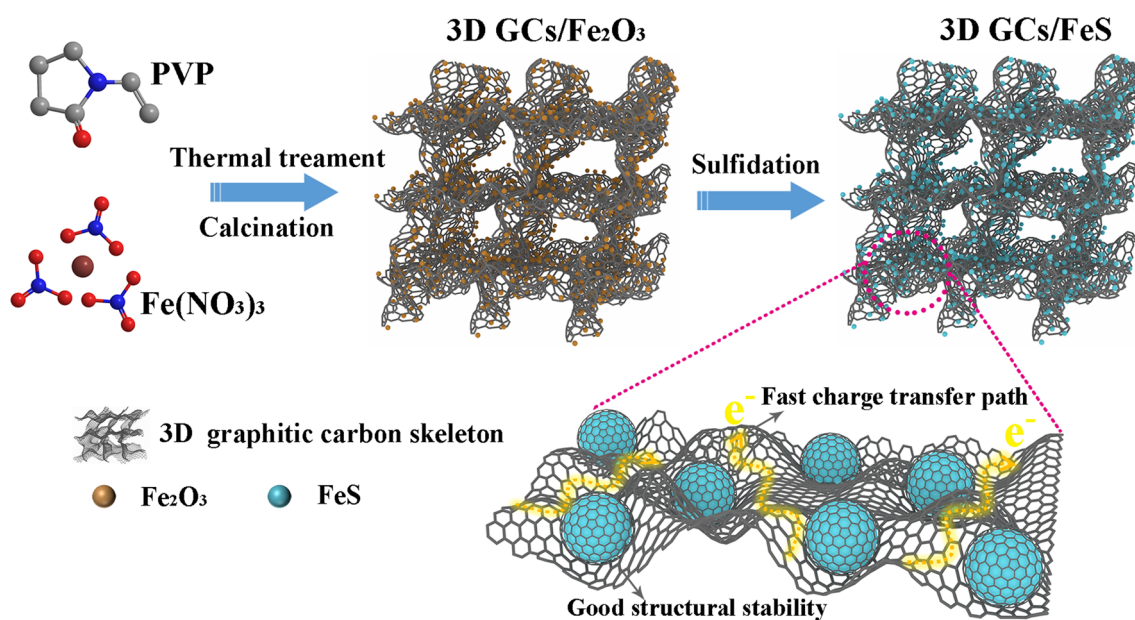 3D GCs/Fe₂O₃
3D GCs/FeS
PVP
Thermal treament
Calcination
Sulfidation
Fe(NO₃)₃
3D graphitic carbon skeleton
Fe₂O₃
FeS
e⁻
Fast charge transfer path
e⁻
Good structural stability